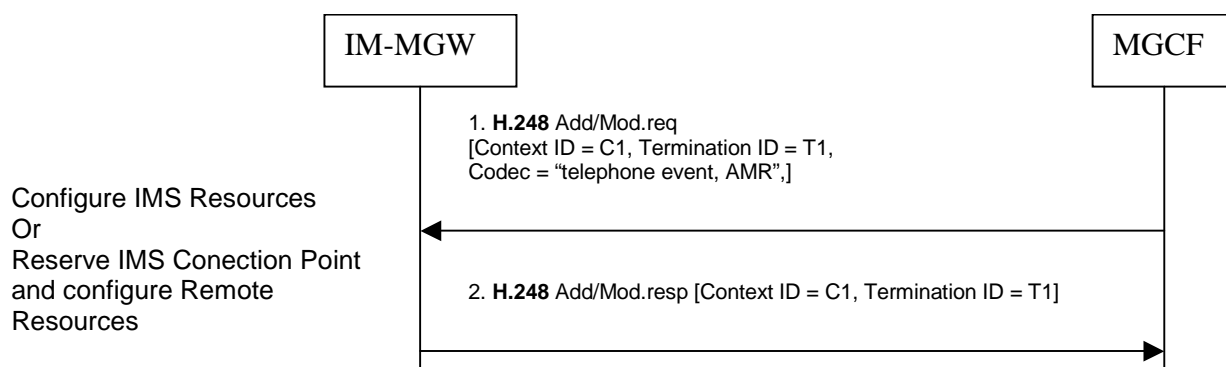 IM-MGW
MGCF
1. H.248 Add/Mod.req
[Context ID = C1, Termination ID = T1,
Codec = “telephone event, AMR”,]
Configure IMS Resources
Or
Reserve IMS Conection Point
and configure Remote
Resources
2. H.248 Add/Mod.resp [Context ID = C1, Termination ID = T1]